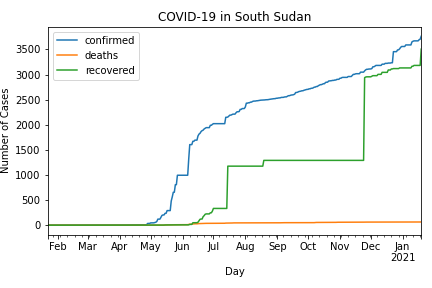 COVID-19 in South Sudan
confirmed
deaths
recovered
Number of Cases
3500
3000
2500
2000
1500
1000
500
0
Feb Mar Apr May Jun Jul Aug Sep Oct Nov Dec Jan
2021
Day